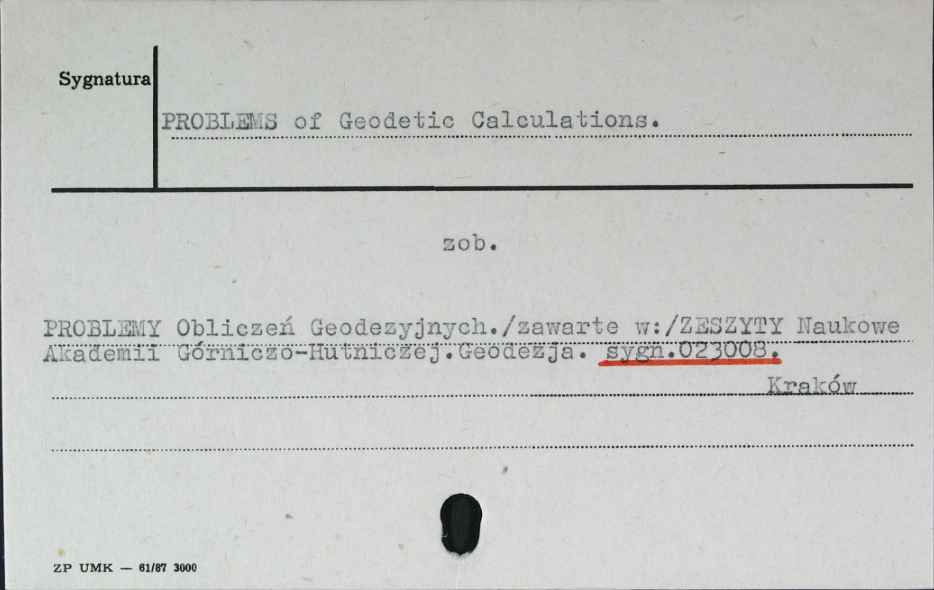 Sygnatura
PROBLEMS of Geodetic Calculations.
zob.
PROBLEMY Obliczeń Geodezyjnych./zawarte w:/ZESZYTY Naukowe
Akademii Górniczo-Hutniczej.Geodezja. sygn.023008.
Kraków
ZP UMK — 61/67 3000